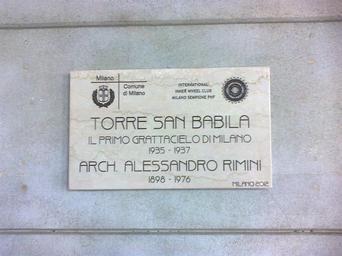 Milano
Comune
di Milano
INTERNATIONAL
INNER WHEEL CLUB
MILANO SEMPIONE PHF
TORRE SAN BABILA
IL PRIMO GRATTACIELO DI MILANO
1935 - 1937
ARCH. ALESSANDRO RIMINI
1898 - 1976
MILANO 2012